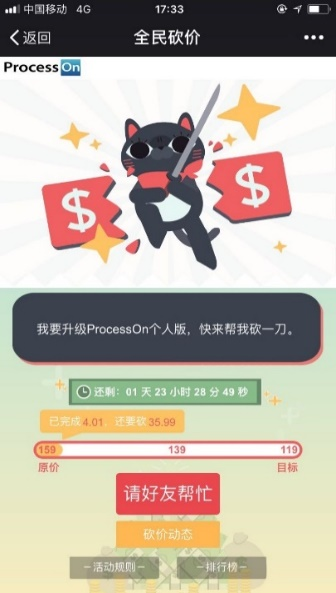 中国移动 4G 17:33
返回 全民砍价
ProcessOn
$ $
我要升级ProcessOn个人版，快来帮我砍一刀。
还剩：01 天 23 小时 28 分 49 秒
已完成4.01，还要砍35.99
159 139 119
原价 目标
请好友帮忙
砍价动态
－活动规则－ －排行榜－